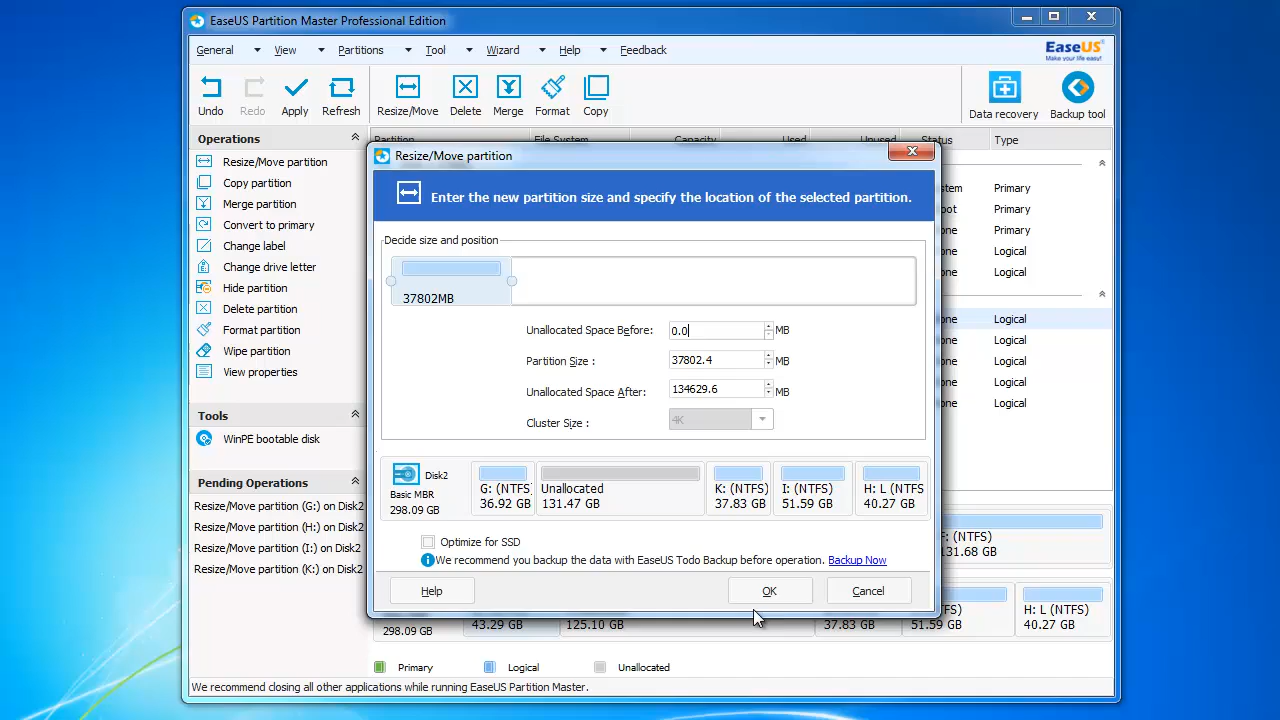 EaseUS Partition Master Professional Edition
General View Partitions Tool Wizard Help Feedback
EaseUS®
Make your life easy!
Undo Redo Apply Refresh Resize/Move Delete Merge Format Copy Data recovery Backup tool
Operations
Resize/Move partition
Copy partition
Merge partition
Convert to primary
Change label
Change drive letter
Hide partition
Delete partition
Format partition
Wipe partition
View properties
Tools
WinPE bootable disk
Pending Operations
Resize/Move partition (G:) on Disk2
Resize/Move partition (H:) on Disk2
Resize/Move partition (I:) on Disk2
Resize/Move partition (K:) on Disk2
Partition File System Capacity Used Unused Status Type
stem Primary
oot Primary
one Primary
one Logical
one Logical
one Logical
one Logical
one Logical
one Logical
one Logical
Resize/Move partition
Enter the new partition size and specify the location of the selected partition.
Decide size and position
37802MB
Unallocated Space Before: 0.0 MB
Partition Size : 37802.4 MB
Unallocated Space After: 134629.6 MB
Cluster Size : 4K
Disk2
Basic MBR
298.09 GB
G: (NTFS)
36.92 GB
Unallocated
131.47 GB
K: (NTFS)
37.83 GB
I: (NTFS)
51.59 GB
H: L (NTFS
40.27 GB
Optimize for SSD
We recommend you backup the data with EaseUS Todo Backup before operation. Backup Now
Help OK Cancel
F: (NTFS)
131.68 GB
FS)
H: L (NTFS)
298.09 GB 43.29 GB 125.10 GB 37.83 GB 51.59 GB 40.27 GB
Primary Logical Unallocated
We recommend closing all other applications while running EaseUS Partition Master.